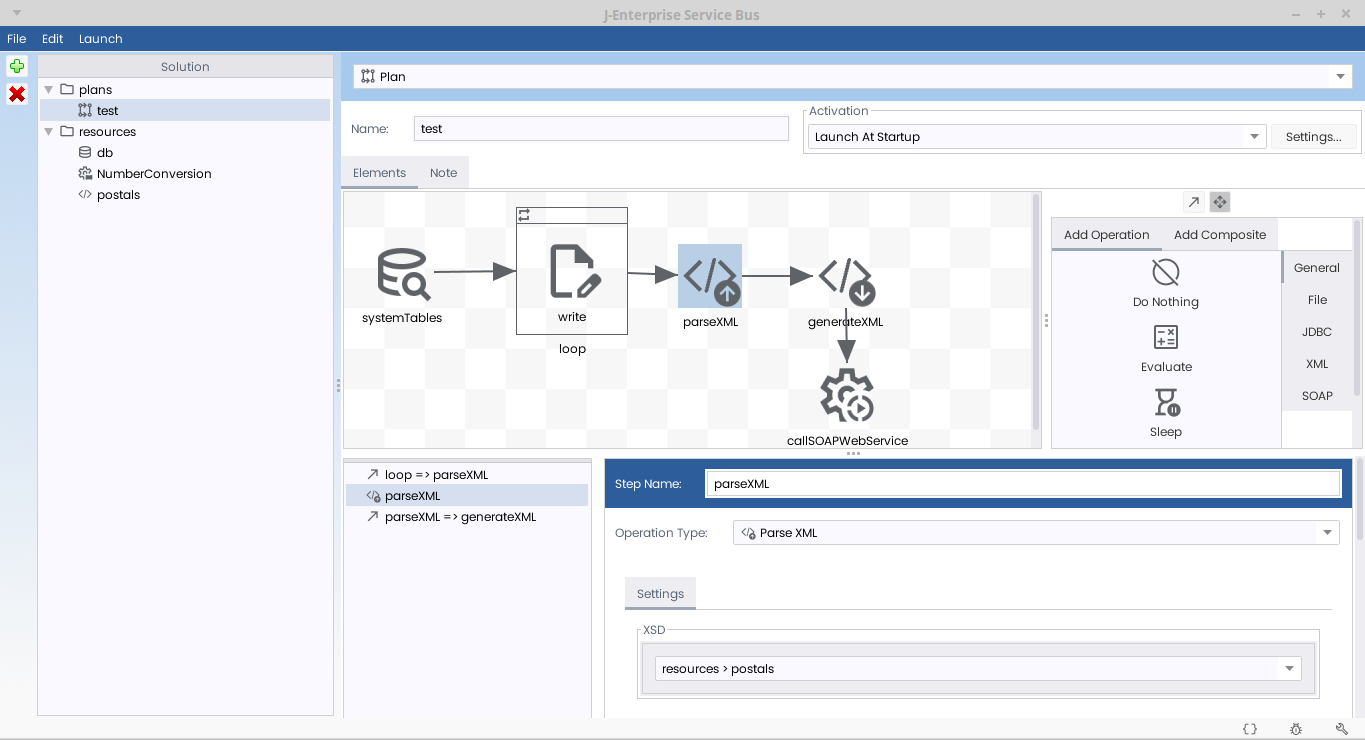 J-Enterprise Service Bus
File Edit Launch
Solution
plans
test
resources
db
NumberConversion
postals
Plan
Name: test
Activation
Launch At Startup Settings...
Elements Note
systemTables
write
loop
parseXML
generateXML
callSOAPWebService
Add Operation Add Composite
Do Nothing
Evaluate
Sleep
General
File
JDBC
XML
SOAP
loop => parseXML
parseXML
parseXML => generateXML
Step Name: parseXML
Operation Type: Parse XML
Settings
XSD
resources > postals